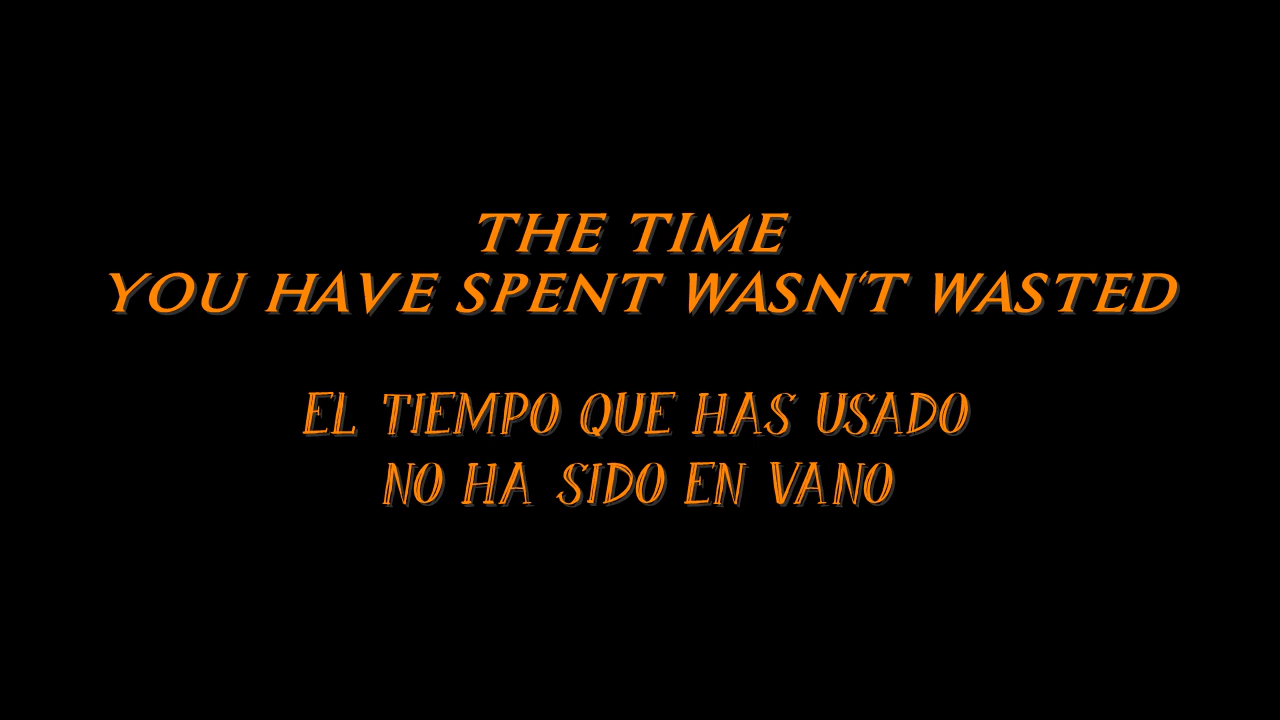 THE TIME
YOU HAVE SPENT WASN'T WASTED
EL TIEMPO QUE HAS USADO
NO HA SIDO EN VANO